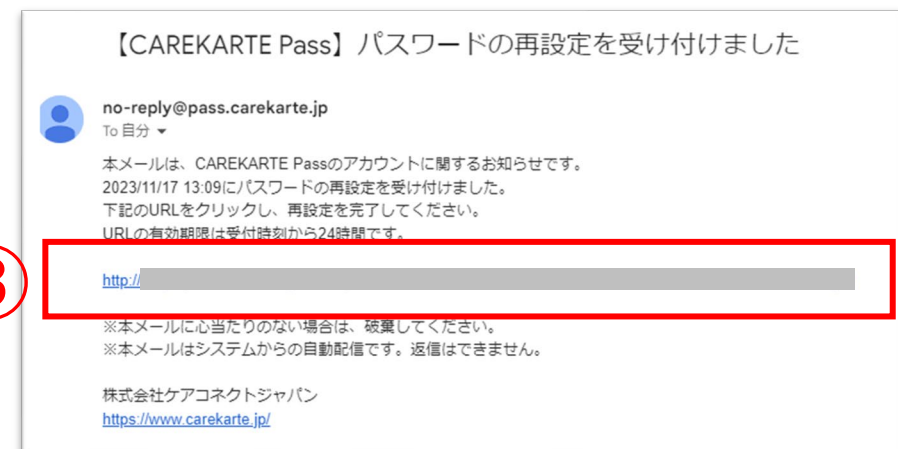 【CAREKARTE Pass】パスワードの再設定を受け付けました
no-reply@pass.carekarte.jp
To 自分
本メールは、CAREKARTE Passのアカウントに関するお知らせです。
2023/11/17 13:09にパスワードの再設定を受け付けました。
下記のURLをクリックし、再設定を完了してください。
URLの有効期限は受付時刻から24時間です。
http://
※本メールに心当たりのない場合は、破棄してください。
※本メールはシステムからの自動配信です。返信はできません。
株式会社ケアコネクトジャパン
https://www.carekarte.jp/